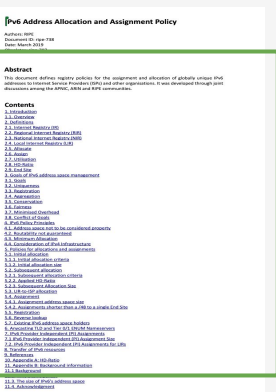 IPv6 Address Allocation and Assignment Policy
Authors: RIPE
Document ID: ripe-738
Date: March 2019
Abstract
This document defines registry policies for the assignment and allocation of globally unique IPv6
addresses to Internet Service Providers (ISPs) and other organizations. It was developed through joint
discussions among the APNIC, ARIN and RIPE communities.
Contents
1. Introduction
1.1. Overview
2. Definitions
2.1. Internet Registry (IR)
2.2. Regional Internet Registry (RIR)
2.3. National Internet Registry (NIR)
2.4. Local Internet Registry (LIR)
2.5. Allocate
2.6. Assign
2.7. Utilisation
2.8. HD-Ratio
2.9. End Site
3. Goals of IPv6 address space management
3.1. Goals
3.2. Uniqueness
3.3. Registration
3.4. Aggregation
3.5. Conservation
3.6. Fairness
3.7. Minimised Overhead
3.8. Conflict of Goals
4. IPv6 Policy Principles
4.1. Address space not to be considered property
4.2. Routability not guaranteed
4.3. Minimum Allocation
4.4. Consideration of IPv4 Infrastructure
5. Policies for allocations and assignments
5.1. Initial allocation
5.1.1. Initial allocation criteria
5.1.2. Initial allocation size
5.2. Subsequent allocation
5.2.1. Subsequent allocation criteria
5.2.2. Applied HD-Ratio
5.2.3. Subsequent Allocation Size
5.3. LIR-to-ISP allocation
5.4. Assignment
5.4.1. Assignment address space size
5.4.2. Assignments shorter than a /48 to a single End Site
5.5. Registration
5.6. Reverse lookup
5.7. Existing IPv6 address space holders
6. Anycasting TLD and Tier 0/1 ENUM Nameservers
7. IPv6 Provider Independent (PI) Assignments
7.1 IPv6 Provider Independent (PI) Assignment Size
7.2. IPv6 Provider Independent (PI) Assignments for LIRs
8. Transfer of IPv6 resources
9. References
10. Appendix A: HD-Ratio
11. Appendix B: Background information
11.1 Background
11.3. The size of IPv6's address space
11.4. Acknowledgment